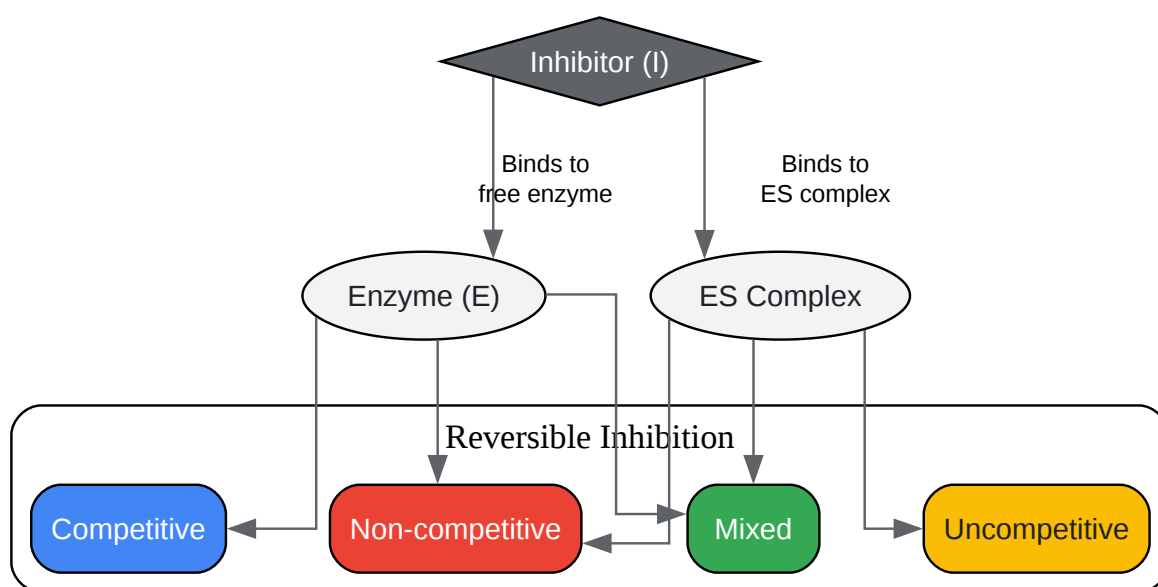 Inhibitor (I)
Binds to
free enzyme
Binds to
ES complex
Enzyme (E)
ES Complex
Reversible Inhibition
Competitive
Non-competitive
Mixed
Uncompetitive